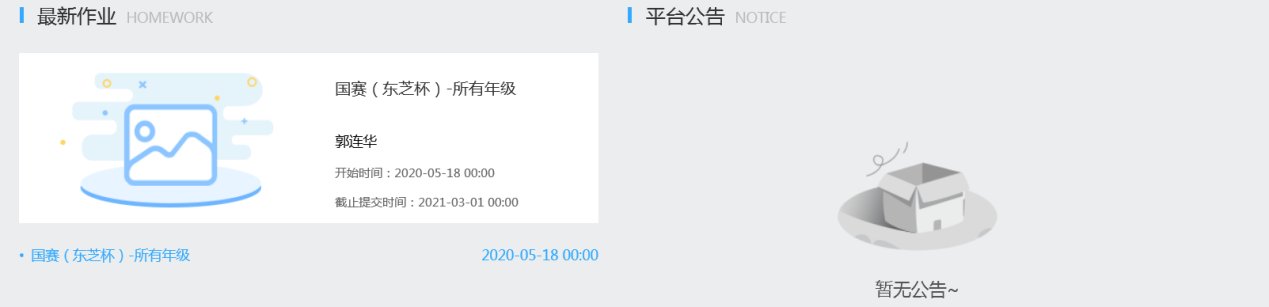 最新作业 HOMEWORK
国赛（东芝杯）-所有年级
郭连华
开始时间：2020-05-18 00:00
截止提交时间：2021-03-01 00:00
• 国赛（东芝杯）-所有年级 2020-05-18 00:00
平台公告 NOTICE
暂无公告~